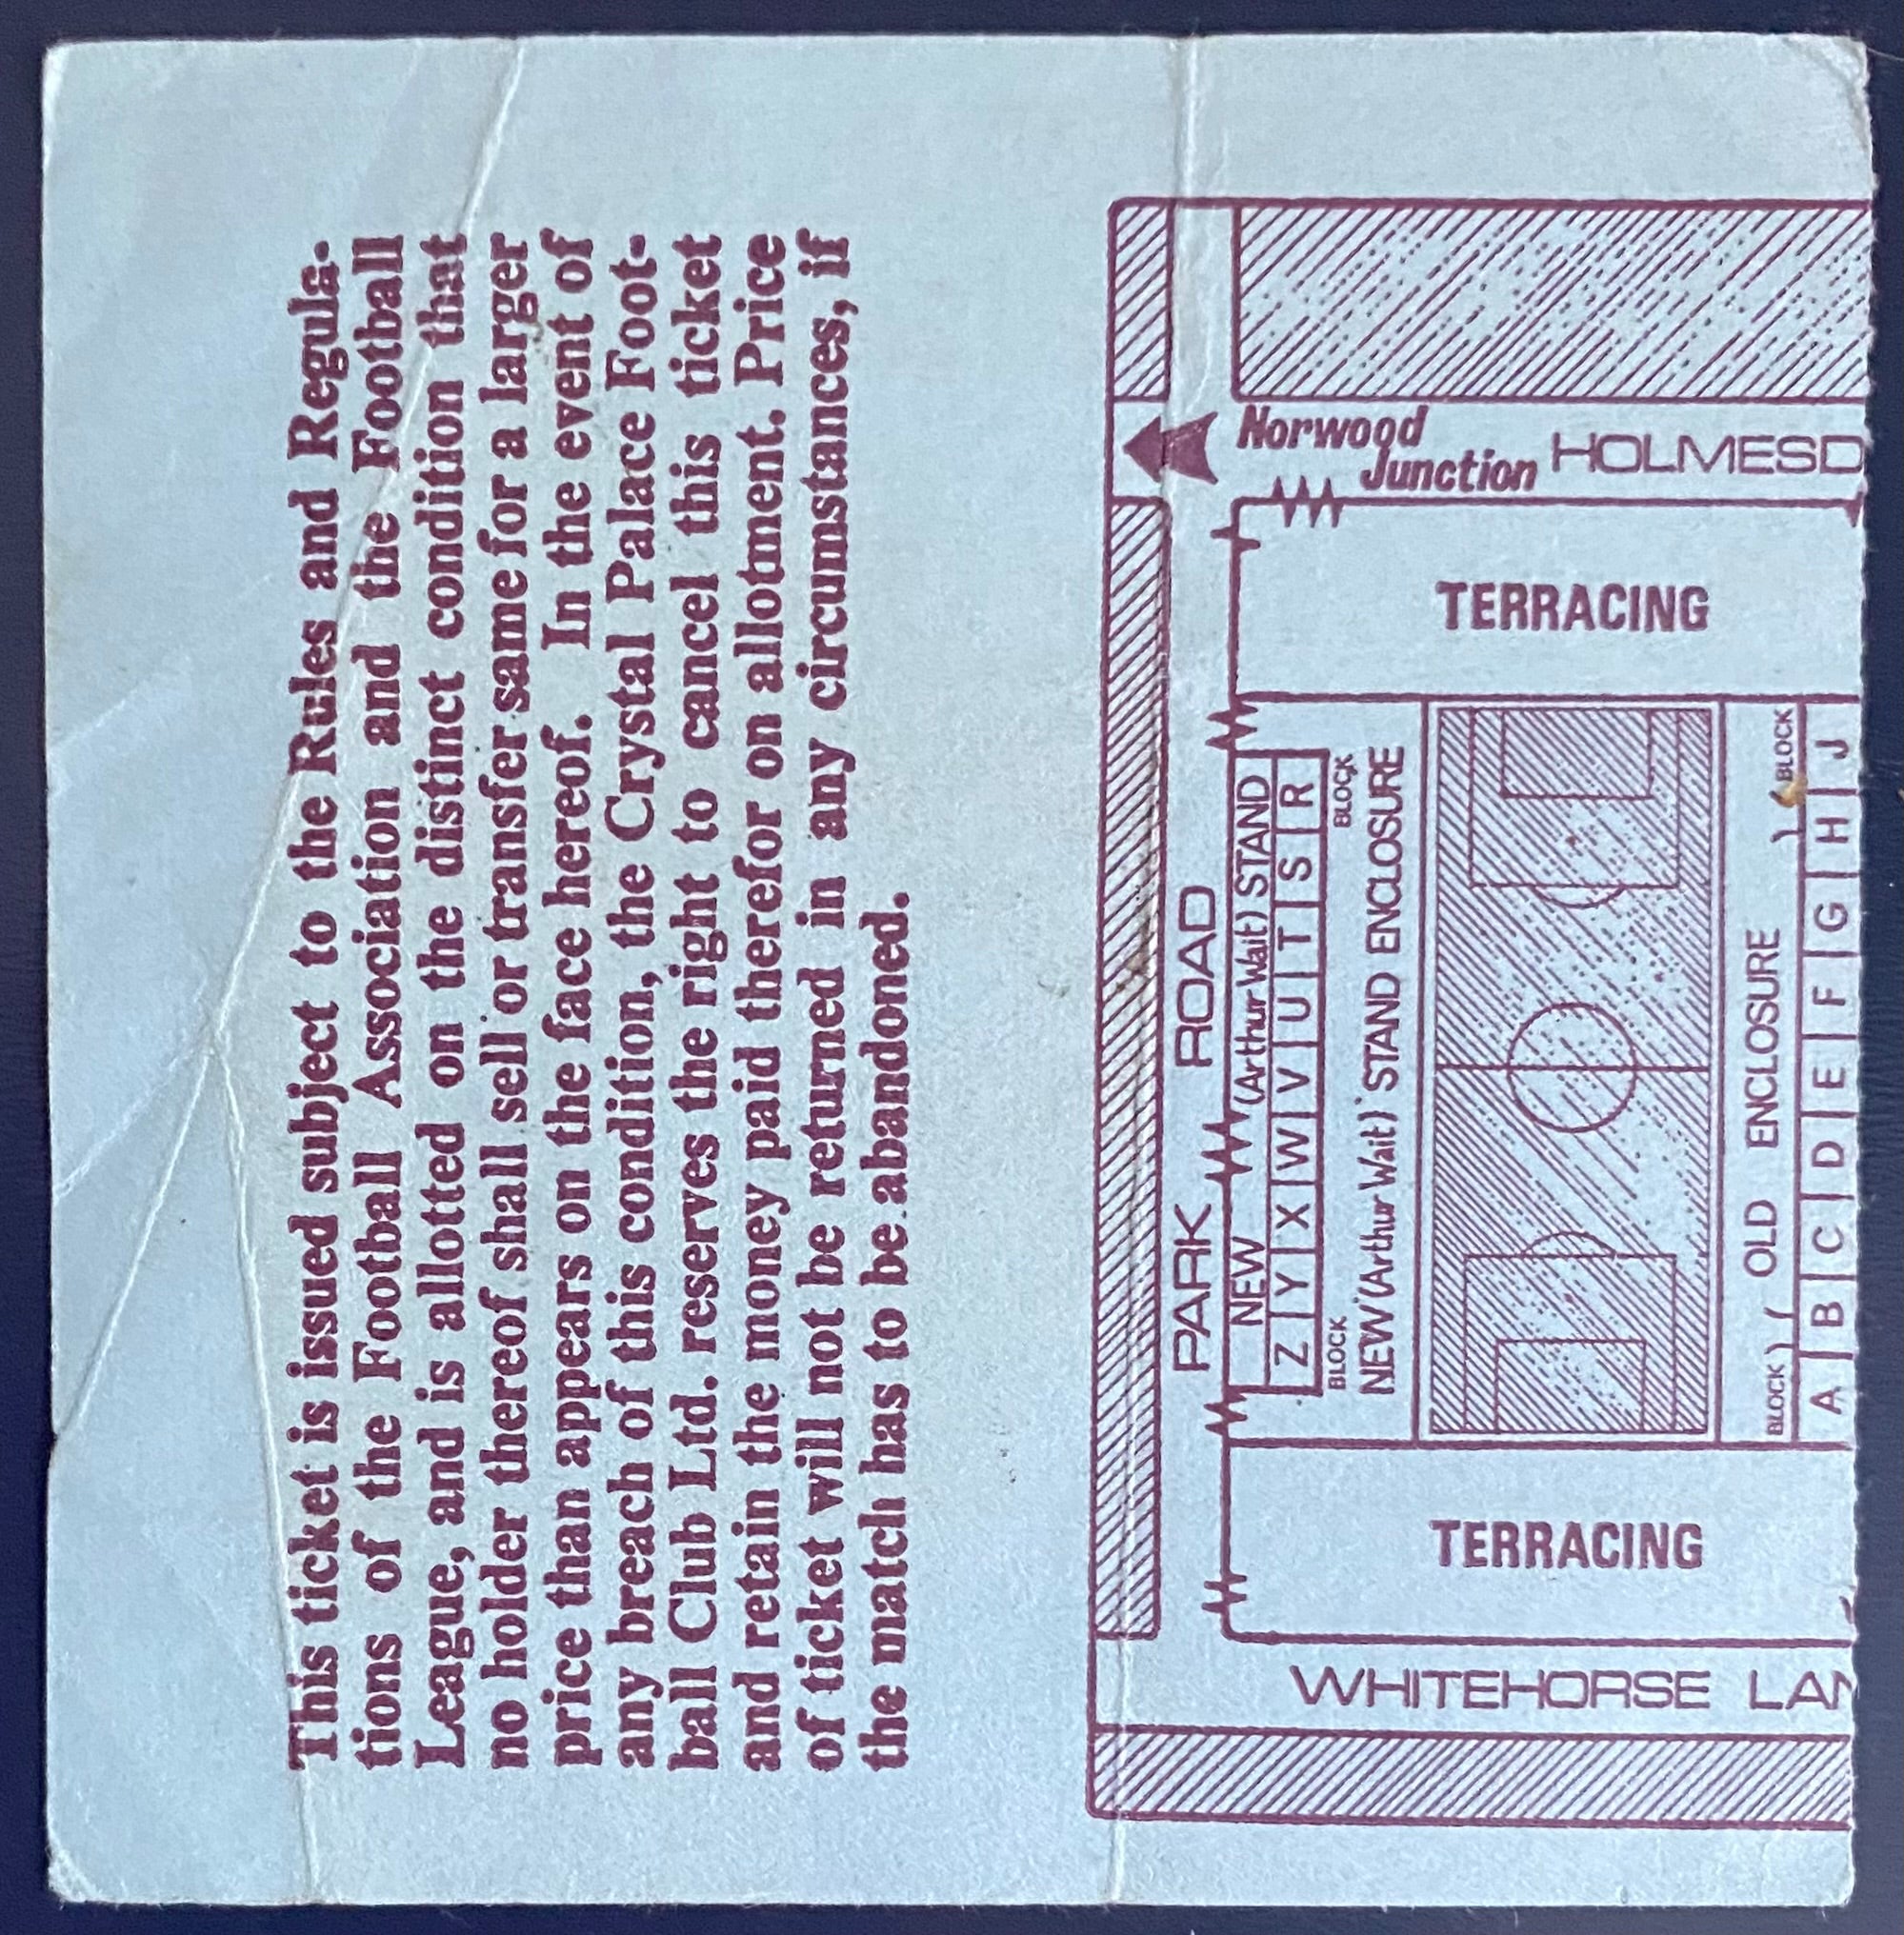 This ticket is issued subject to the Rules and Regula-
tions of the Football Association and the Football
League, and is allotted on the distinct condition that
no holder thereof shall sell or transfer same for a larger
price than appears on the face hereof. In the event of
any breach of this condition, the Crystal Palace Foot-
ball Club Ltd. reserves the right to cancel this ticket
and retain the money paid therefor on allotment. Price
of ticket will not be returned in any circumstances, if
the match has to be abandoned.
Norwood
Junction
HOLMESD
TERRACING
PARK ROAD
NEW (Arthur Wait) STAND
Z Y X W V U T S R
BLOCK BLOCK
NEW (Arthur Wait) STAND ENCLOSURE
BLOCK OLD ENCLOSURE BLOCK
A B C D E F G H J
TERRACING
WHITEHORSE LAN